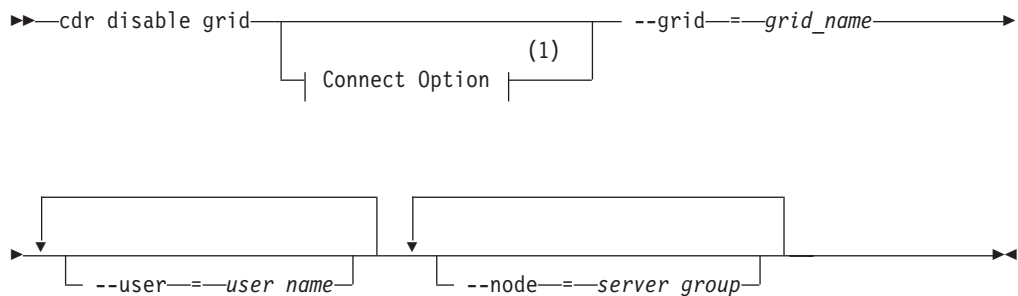 cdr disable grid --grid = grid_name
(1)
Connect Option
--user = user name --node = server group